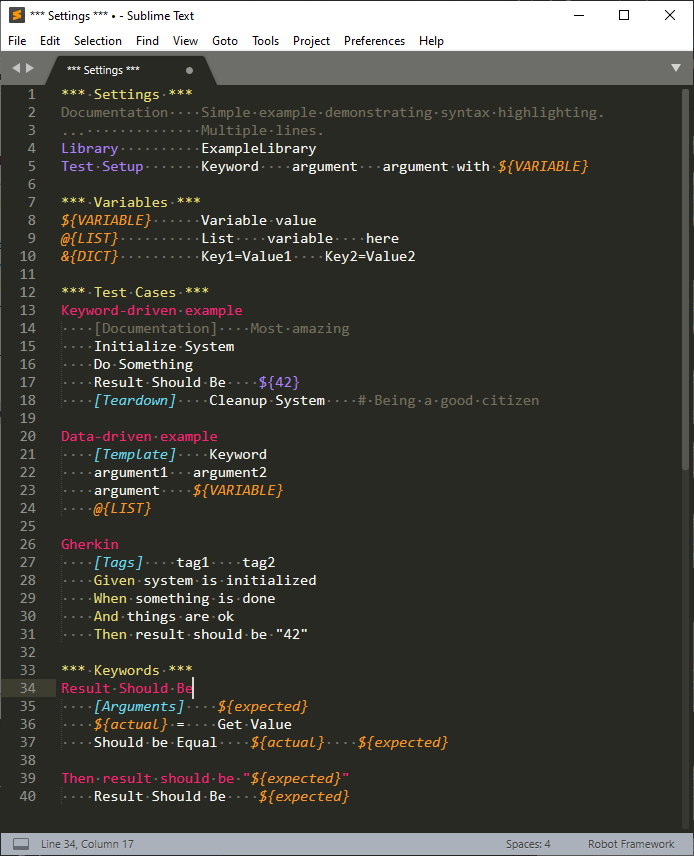 *** Settings *** • - Sublime Text
File Edit Selection Find View Goto Tools Project Preferences Help
*** Settings ***
1 *** Settings ***
2 Documentation    Simple example demonstrating syntax highlighting.
3 ...              Multiple lines.
4 Library          ExampleLibrary
5 Test Setup       Keyword    argument   argument with ${VARIABLE}
6
7 *** Variables ***
8 ${VARIABLE}      Variable value
9 @{LIST}          List    variable    here
10 &{DICT}          Key1=Value1    Key2=Value2
11
12 *** Test Cases ***
13 Keyword-driven example
14     [Documentation]    Most amazing
15     Initialize System
16     Do Something
17     Result Should Be    ${42}
18     [Teardown]    Cleanup System    # Being a good citizen
19
20 Data-driven example
21     [Template]    Keyword
22     argument1   argument2
23     argument    ${VARIABLE}
24     @{LIST}
25
26 Gherkin
27     [Tags]    tag1    tag2
28     Given system is initialized
29     When something is done
30     And things are ok
31     Then result should be "42"
32
33 *** Keywords ***
34 Result Should Be
35     [Arguments]    ${expected}
36     ${actual} =    Get Value
37     Should be Equal    ${actual}    ${expected}
38
39 Then result should be "${expected}"
40     Result Should Be    ${expected}
Line 34, Column 17 Spaces: 4 Robot Framework